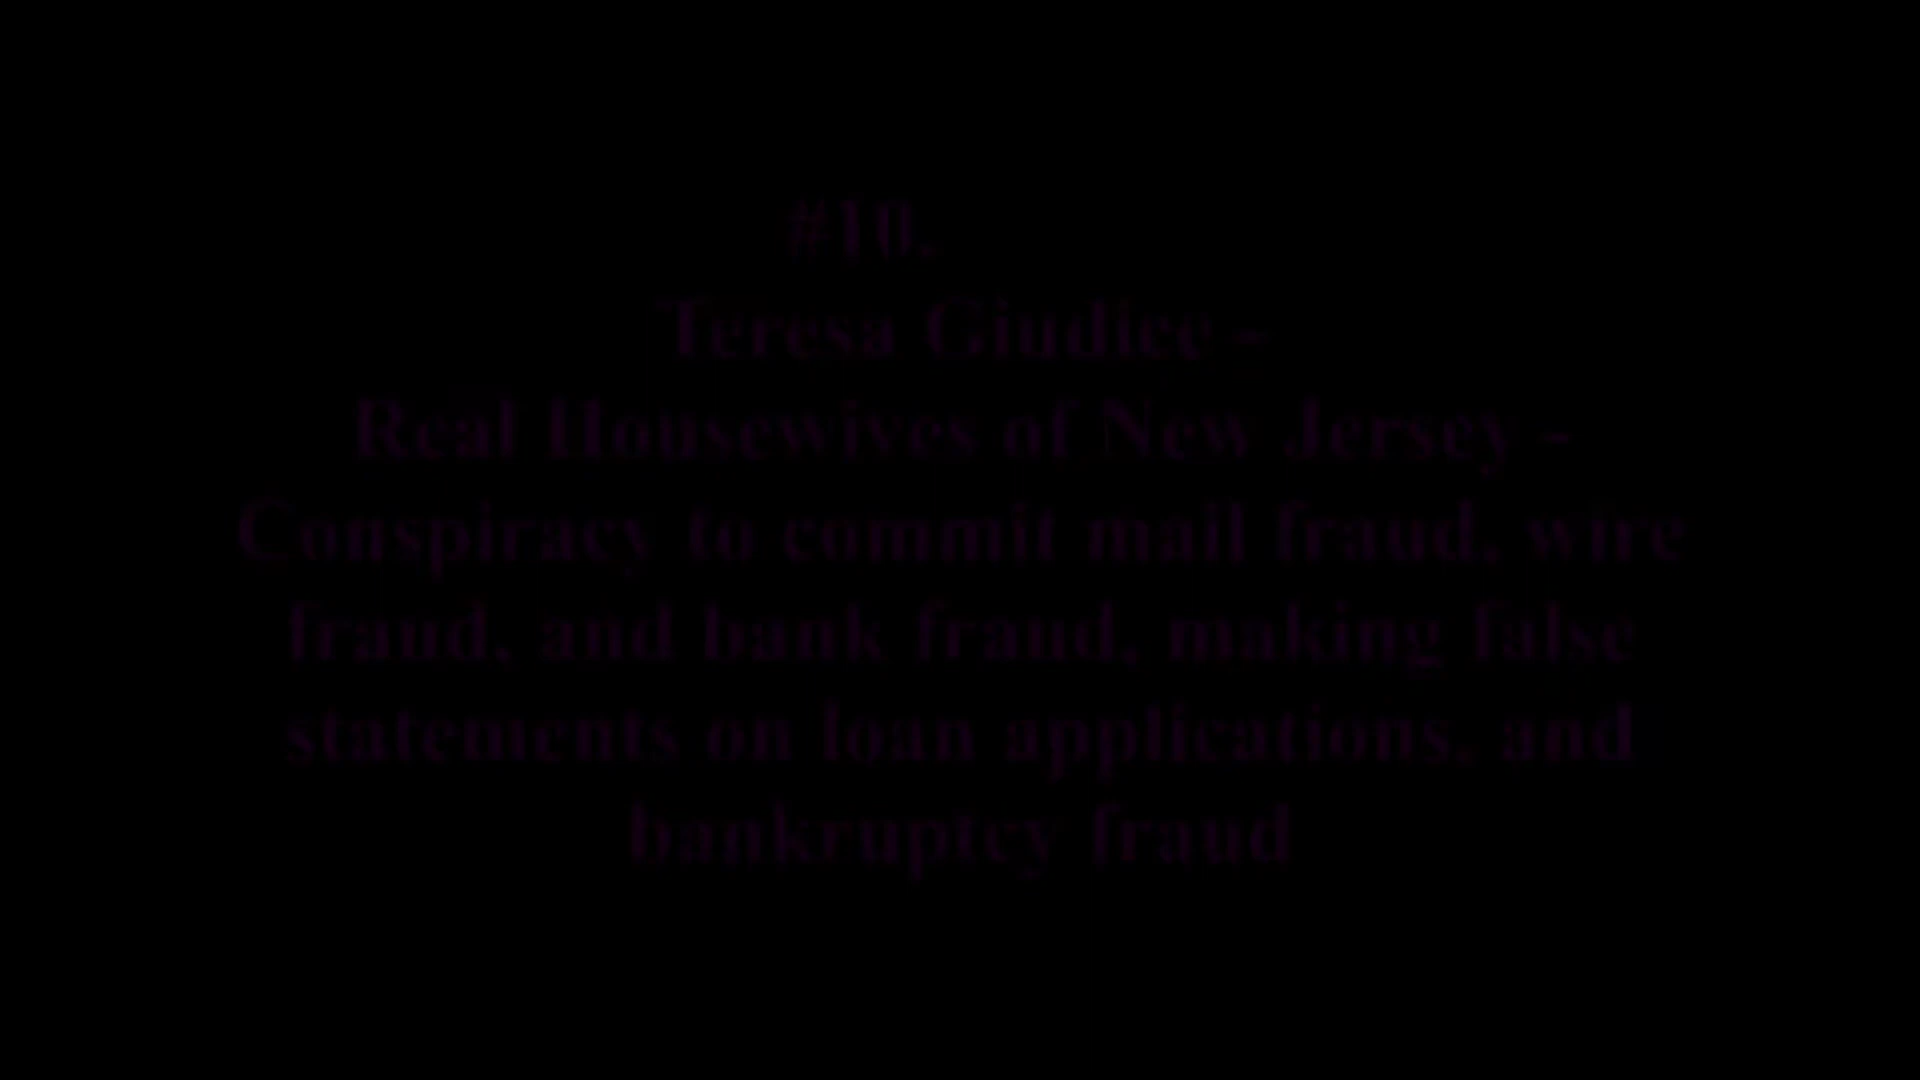 #10.
Teresa Giudice -
Real Housewives of New Jersey -
Conspiracy to commit mail fraud, wire
fraud, and bank fraud, making false
statements on loan applications, and
bankruptcy fraud